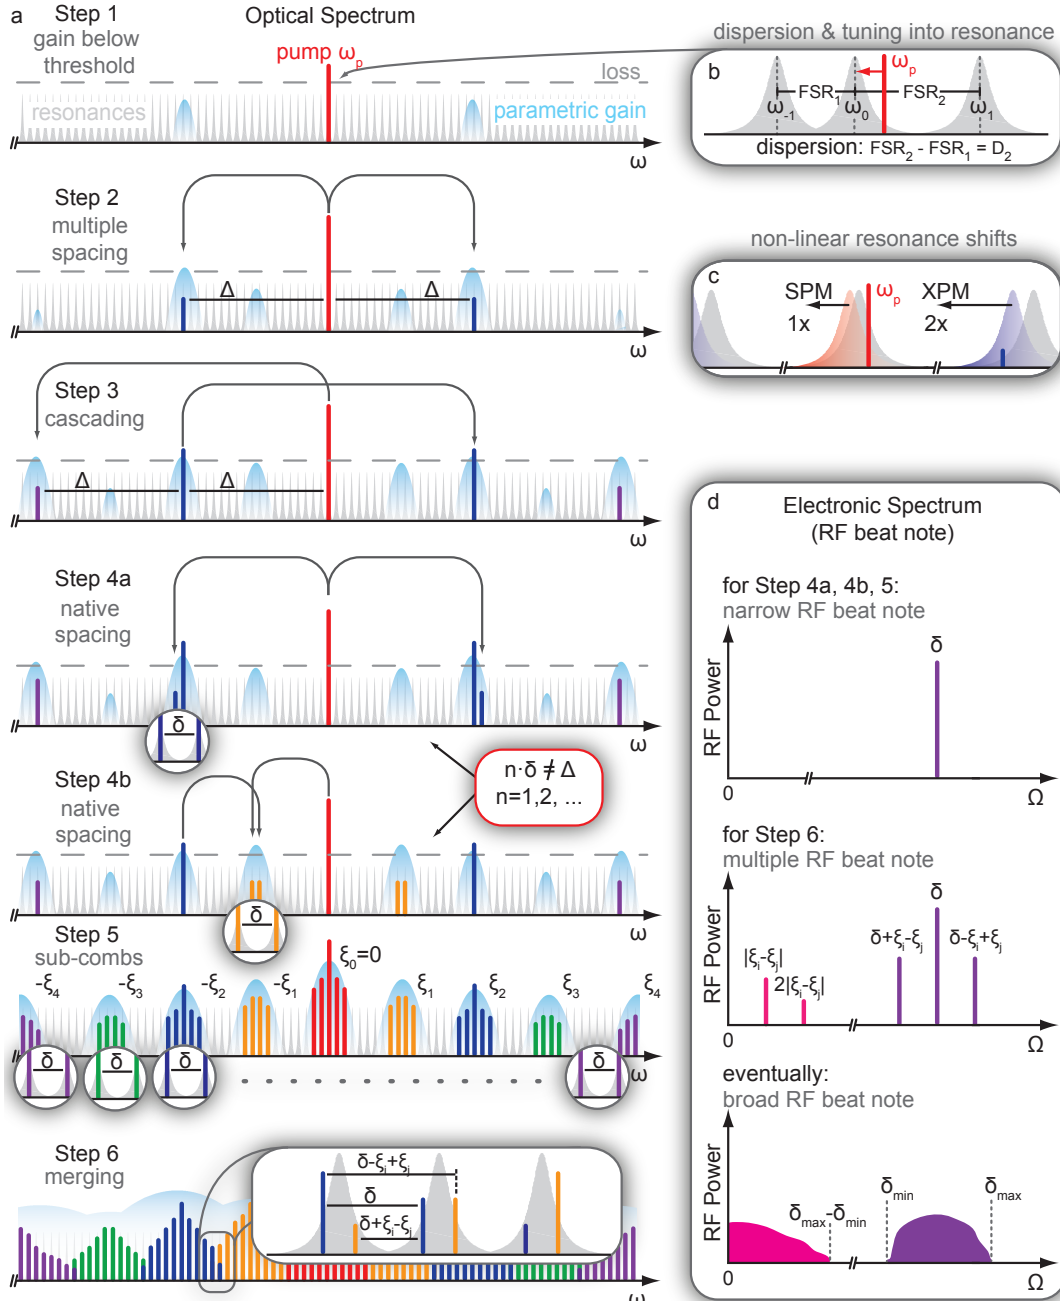 a
Step 1
gain below
threshold
Optical Spectrum
pump ωp
loss
resonances
parametric gain
ω
dispersion & tuning into resonance
b
ωp
FSR1
FSR2
ω-1
ω0
ω1
dispersion: FSR2 - FSR1 = D2
Step 2
multiple
spacing
Δ
Δ
ω
non-linear resonance shifts
c
SPM
1x
ωp
XPM
2x
Step 3
cascading
Δ
Δ
ω
Step 4a
native
spacing
δ
ω
n·δ ≠ Δ
n=1,2, ...
Step 4b
native
spacing
δ
ω
Step 5
sub-combs
-ξ4
-ξ3
-ξ2
-ξ1
ξ0=0
ξ1
ξ2
ξ3
ξ4
δ
δ
δ
δ
ω
Step 6
merging
δ-ξi+ξj
δ
δ+ξi-ξj
ω
d
Electronic Spectrum
(RF beat note)
for Step 4a, 4b, 5:
narrow RF beat note
RF Power
δ
0
Ω
for Step 6:
multiple RF beat note
RF Power
|ξi-ξj|
2|ξi-ξj|
δ+ξi-ξj
δ
δ-ξi+ξj
0
Ω
eventually:
broad RF beat note
RF Power
δmax-δmin
δmin
δmax
0
Ω